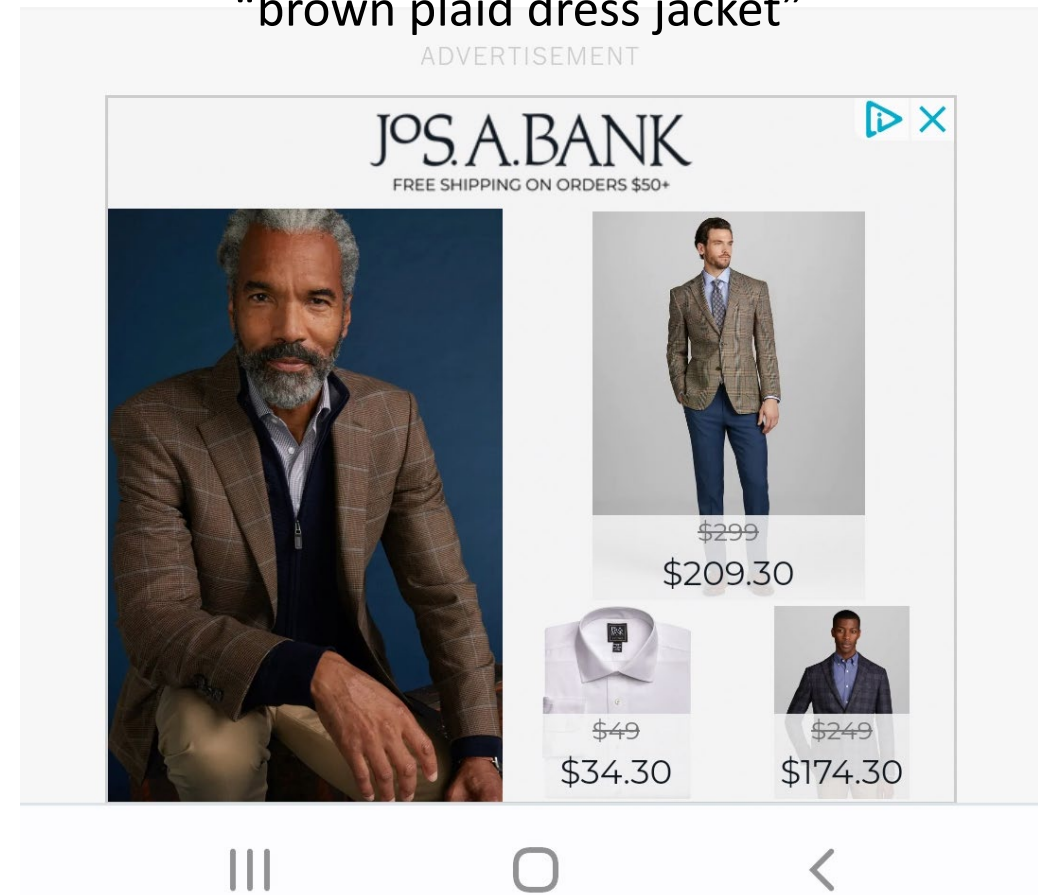 "brown plaid dress jacket"
ADVERTISEMENT
JOS. A. BANK
FREE SHIPPING ON ORDERS $50+
$299
$209.30
$49
$34.30
$249
$174.30